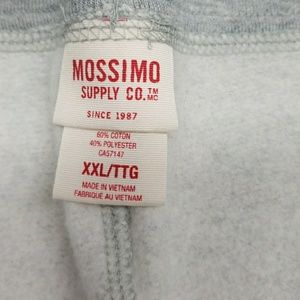 MOSSIMO
SUPPLY CO.™ MC
SINCE 1987
60% COTON
40% POLYESTER
CA57147
XXL/TTG
MADE IN VIETNAM
FABRIQUÉ AU VIETNAM